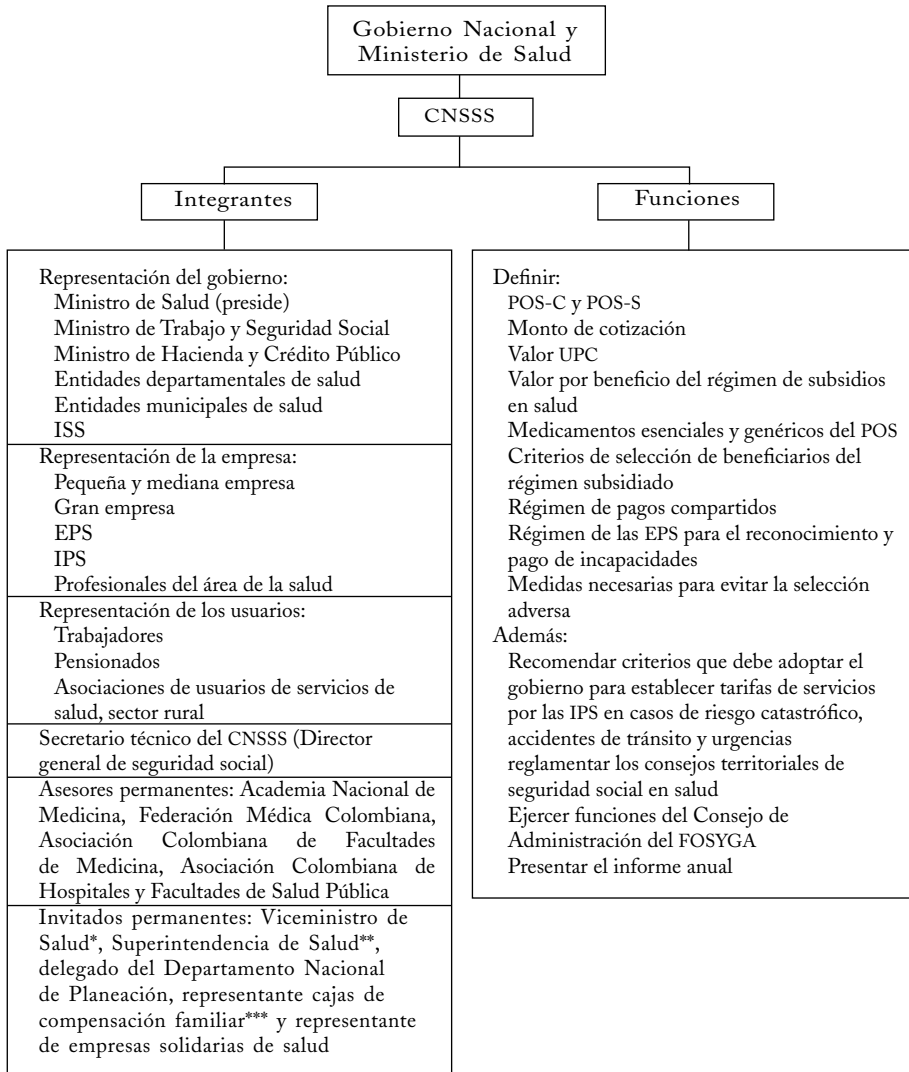 Gobierno Nacional y
Ministerio de Salud
CNSSS
Integrantes
Funciones
Representación del gobierno:
Ministro de Salud (preside)
Ministro de Trabajo y Seguridad Social
Ministro de Hacienda y Crédito Público
Entidades departamentales de salud
Entidades municipales de salud
ISS
Representación de la empresa:
Pequeña y mediana empresa
Gran empresa
EPS
IPS
Profesionales del área de la salud
Representación de los usuarios:
Trabajadores
Pensionados
Asociaciones de usuarios de servicios de
salud, sector rural
Secretario técnico del CNSSS (Director
general de seguridad social)
Asesores permanentes: Academia Nacional de
Medicina, Federación Médica Colombiana,
Asociación Colombiana de Facultades
de Medicina, Asociación Colombiana de
Hospitales y Facultades de Salud Pública
Invitados permanentes: Viceministro de
Salud*, Superintendencia de Salud**,
delegado del Departamento Nacional
de Planeación, representante cajas de
compensación familiar*** y representante
de empresas solidarias de salud
Definir:
POS-C y POS-S
Monto de cotización
Valor UPC
Valor por beneficio del régimen de subsidios
en salud
Medicamentos esenciales y genéricos del POS
Criterios de selección de beneficiarios del
régimen subsidiado
Régimen de pagos compartidos
Régimen de las EPS para el reconocimiento y
pago de incapacidades
Medidas necesarias para evitar la selección
adversa
Además:
Recomendar criterios que debe adoptar el
gobierno para establecer tarifas de servicios
por las IPS en casos de riesgo catastrófico,
accidentes de tránsito y urgencias
reglamentar los consejos territoriales de
seguridad social en salud
Ejercer funciones del Consejo de
Administración del FOSYGA
Presentar el informe anual